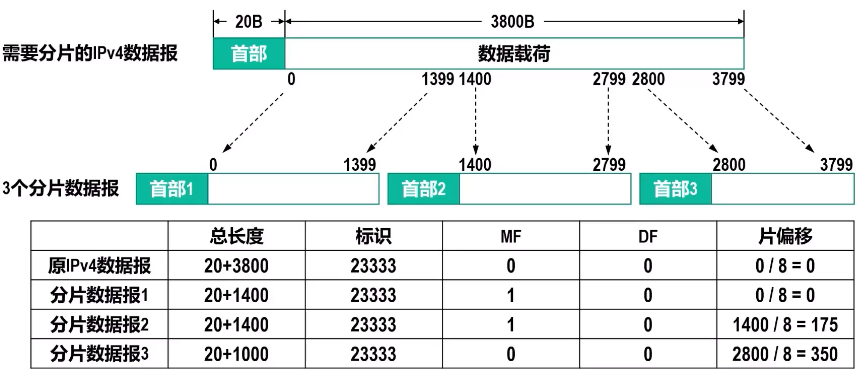 20B 3800B
需要分片的IPv4数据报 首部 数据载荷
0 1399 1400 2799 2800 3799
0 1399 1400 2799 2800 3799
3个分片数据报 首部1 首部2 首部3
总长度 标识 MF DF 片偏移
原IPv4数据报 20+3800 23333 0 0 0 / 8 = 0
分片数据报1 20+1400 23333 1 0 0 / 8 = 0
分片数据报2 20+1400 23333 1 0 1400 / 8 = 175
分片数据报3 20+1000 23333 0 0 2800 / 8 = 350